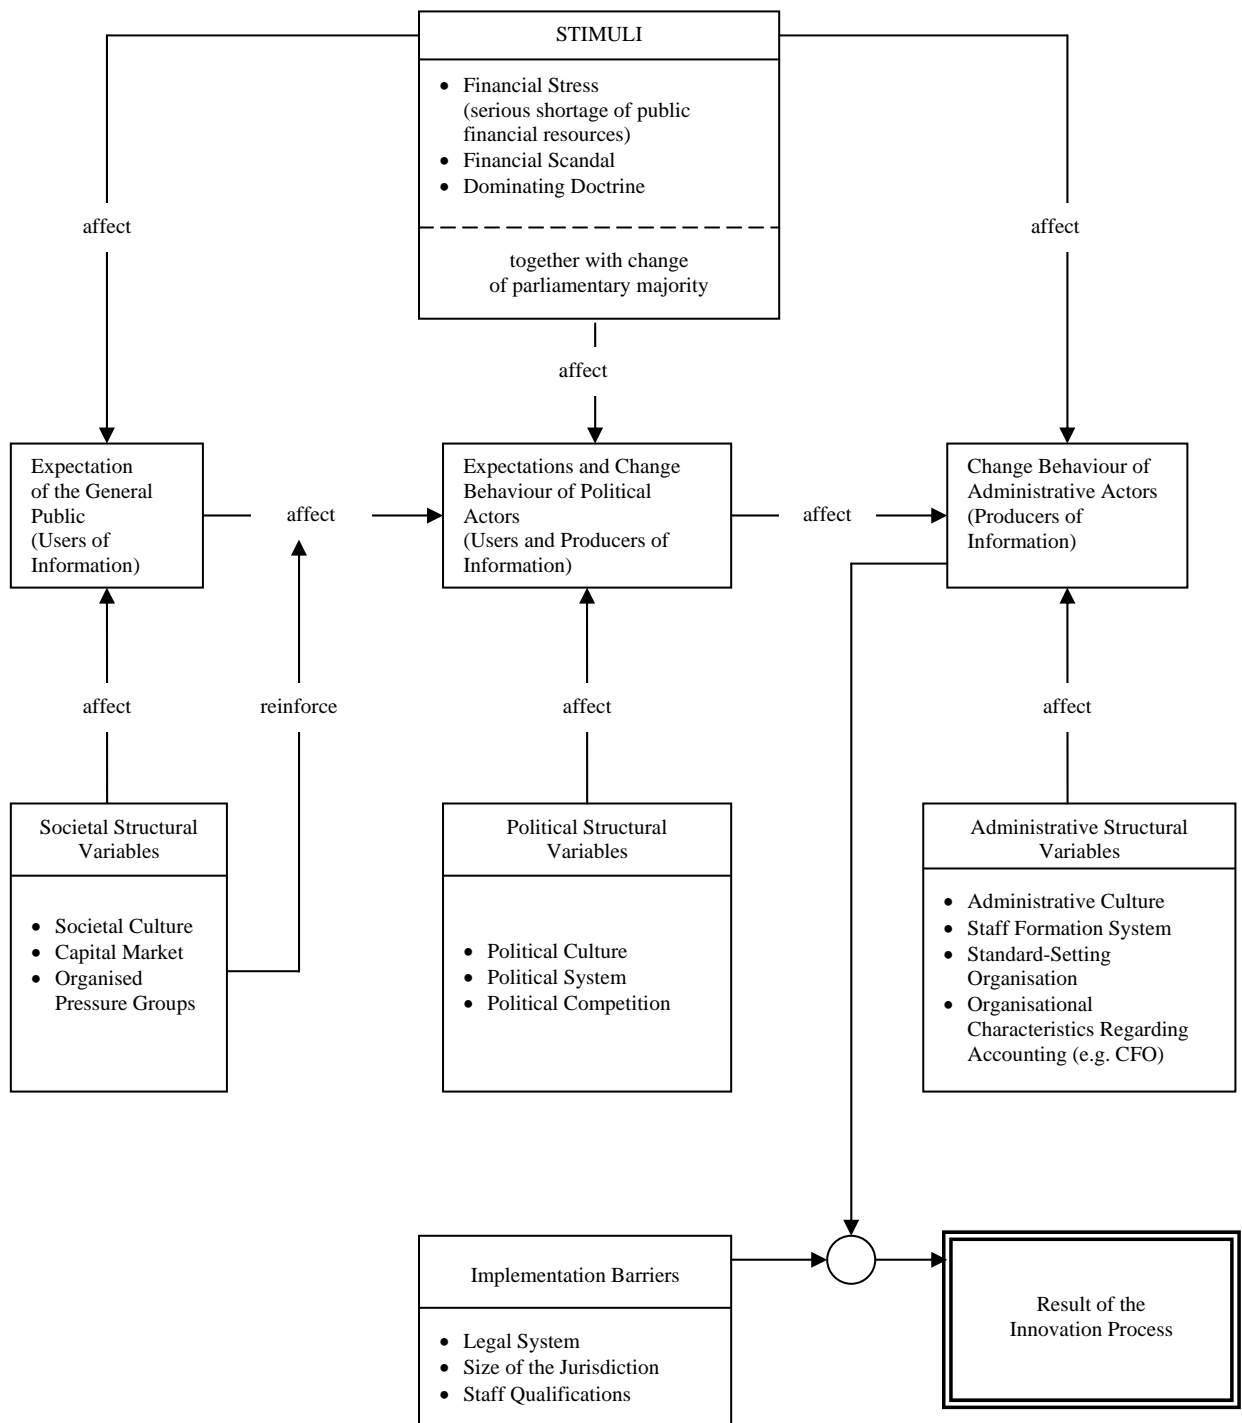 STIMULI
• Financial Stress
(serious shortage of public
financial resources)
• Financial Scandal
• Dominating Doctrine
together with change
of parliamentary majority
affect
affect
affect
Expectation
of the General
Public
(Users of
Information)
affect
Expectations and Change
Behaviour of Political
Actors
(Users and Producers of
Information)
affect
Change Behaviour of
Administrative Actors
(Producers of
Information)
affect
reinforce
affect
affect
Societal Structural
Variables
• Societal Culture
• Capital Market
• Organised
Pressure Groups
Political Structural
Variables
• Political Culture
• Political System
• Political Competition
Administrative Structural
Variables
• Administrative Culture
• Staff Formation System
• Standard-Setting
Organisation
• Organisational
Characteristics Regarding
Accounting (e.g. CFO)
Implementation Barriers
• Legal System
• Size of the Jurisdiction
• Staff Qualifications
Result of the
Innovation Process